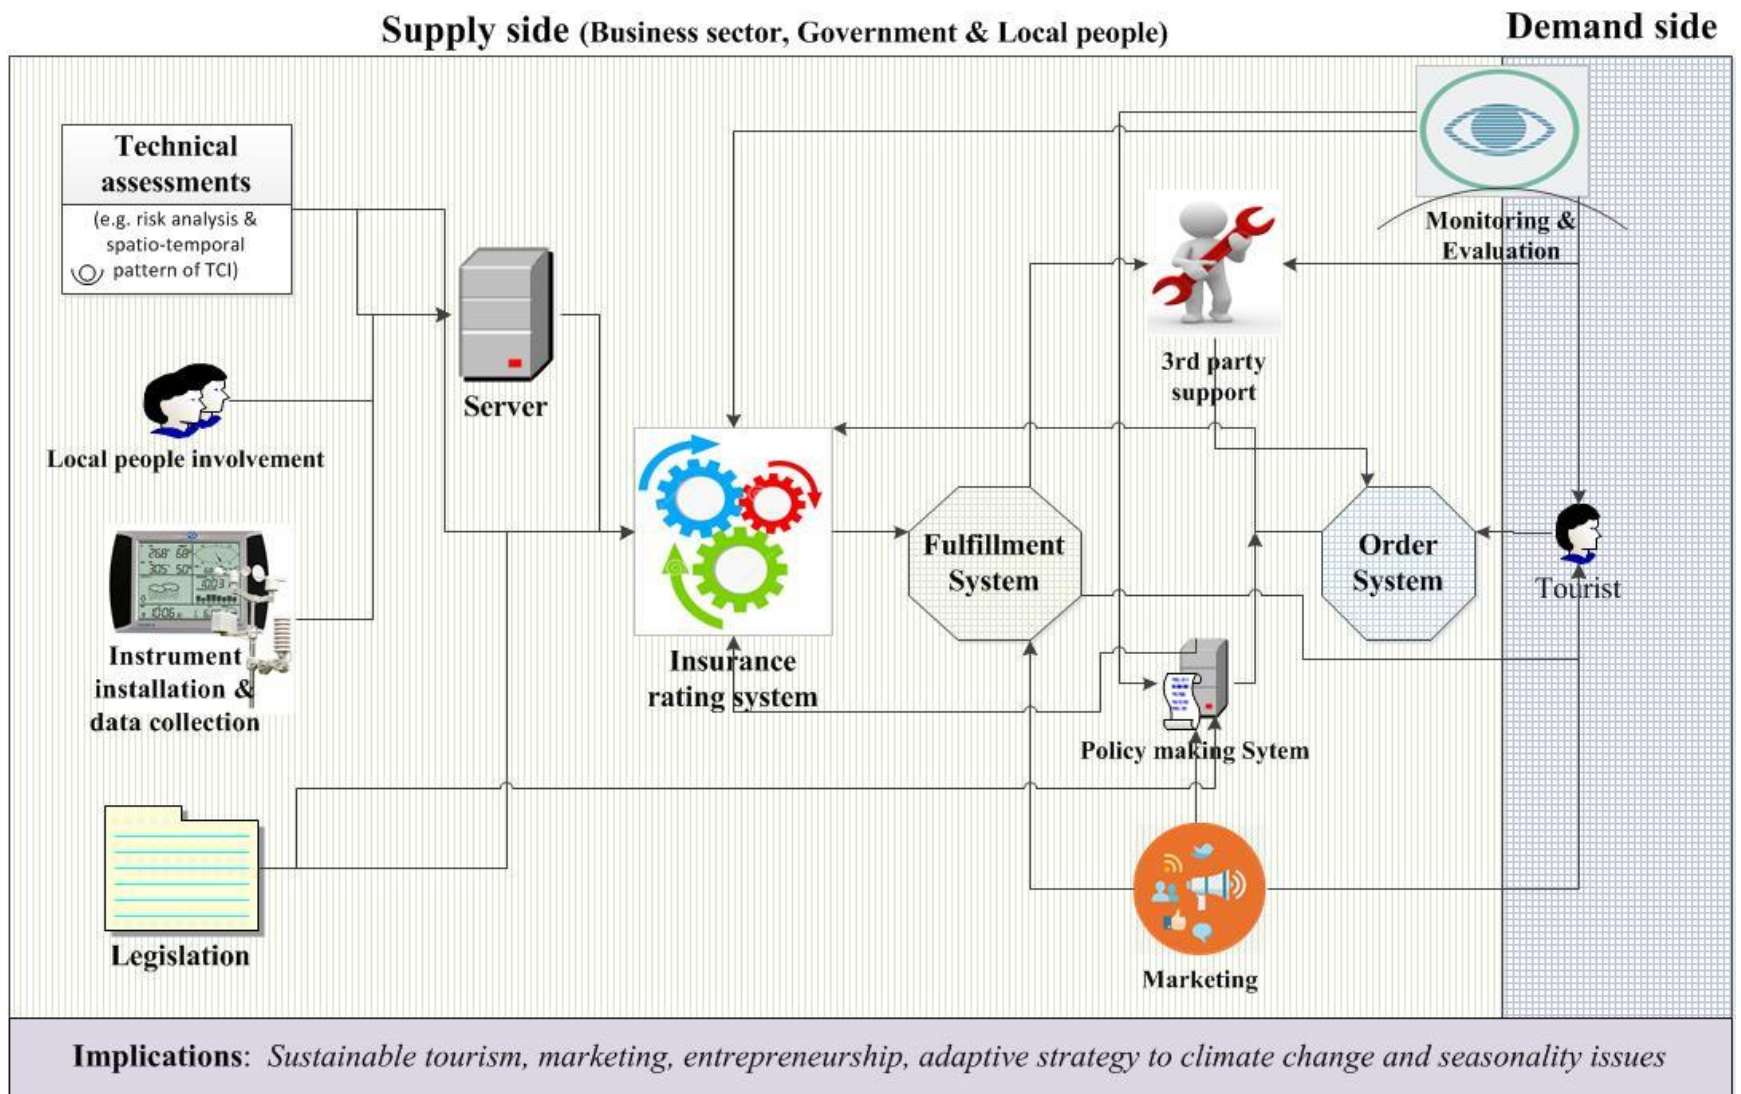 Supply side (Business sector, Government & Local people)
Demand side
Technical
assessments
(e.g. risk analysis &
spatio-temporal
pattern of TCI)
Monitoring &
Evaluation
3rd party
support
Server
Local people involvement
Fulfillment
System
Order
System
Tourist
Instrument
installation &
data collection
Insurance
rating system
Policy making Sytem
Legislation
Marketing
Implications: Sustainable tourism, marketing, entrepreneurship, adaptive strategy to climate change and seasonality issues